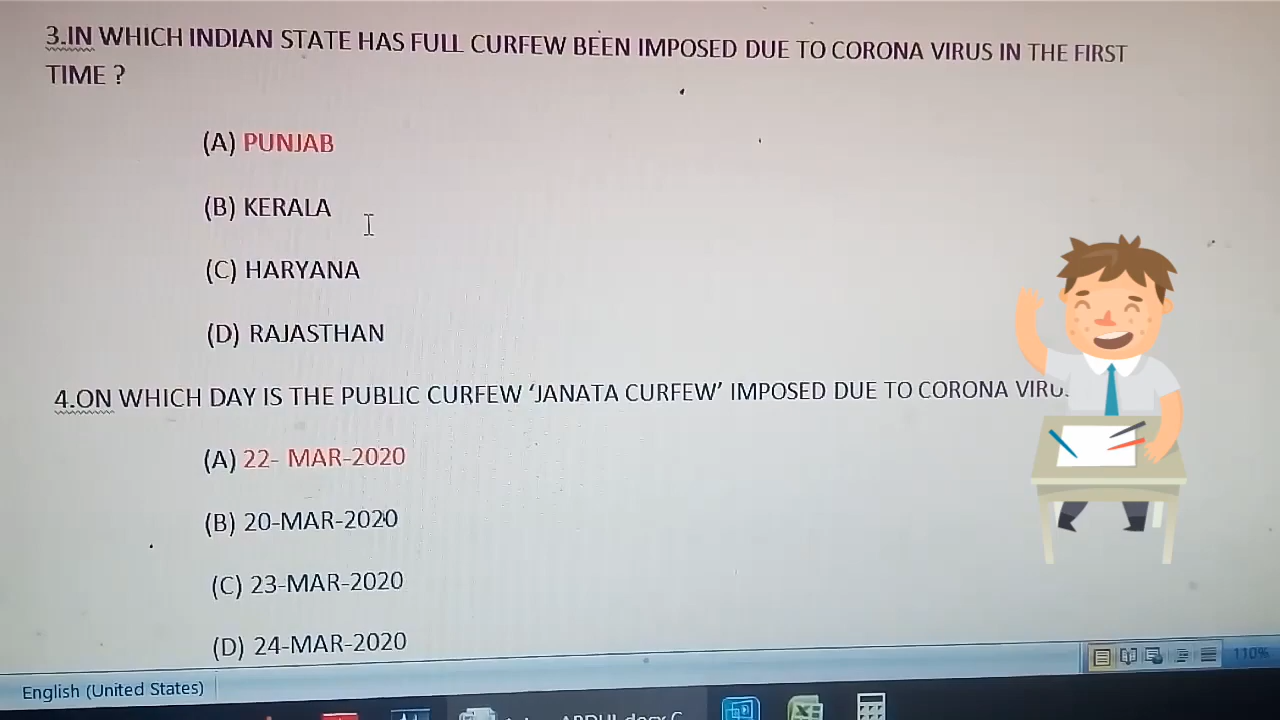 3.IN WHICH INDIAN STATE HAS FULL CURFEW BEEN IMPOSED DUE TO CORONA VIRUS IN THE FIRST
TIME ?
(A) PUNJAB
(B) KERALA
(C) HARYANA
(D) RAJASTHAN
4.ON WHICH DAY IS THE PUBLIC CURFEW ‘JANATA CURFEW’ IMPOSED DUE TO CORONA
(A) 22- MAR-2020
(B) 20-MAR-2020
(C) 23-MAR-2020
(D) 24-MAR-2020
110%
English (United States)